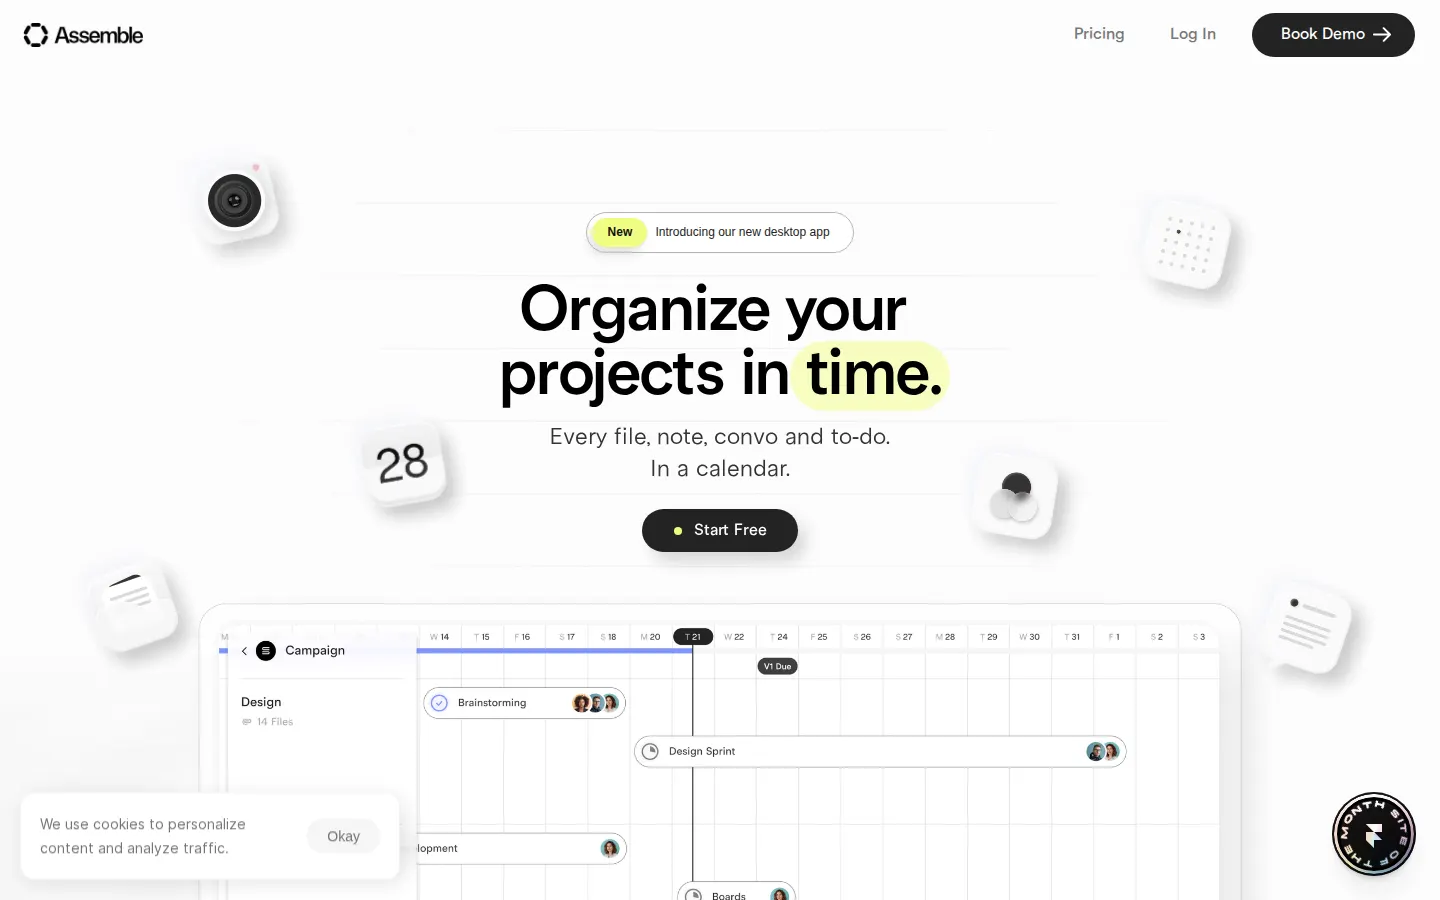 Assemble
Pricing
Log In
Book Demo
New
Introducing our new desktop app
Organize your
projects in time.
Every file, note, convo and to-do.
In a calendar.
28
Start Free
M
W 14
T 15
F 16
S 17
S 18
M 20
T 21
W 22
T 24
F 25
S 26
S 27
M 28
T 29
W 30
T 31
F 1
S 2
S 3
Campaign
V1 Due
Design
14 Files
Brainstorming
Design Sprint
lopment
Boards
We use cookies to personalize
content and analyze traffic.
Okay
SITE OF THE MONTH